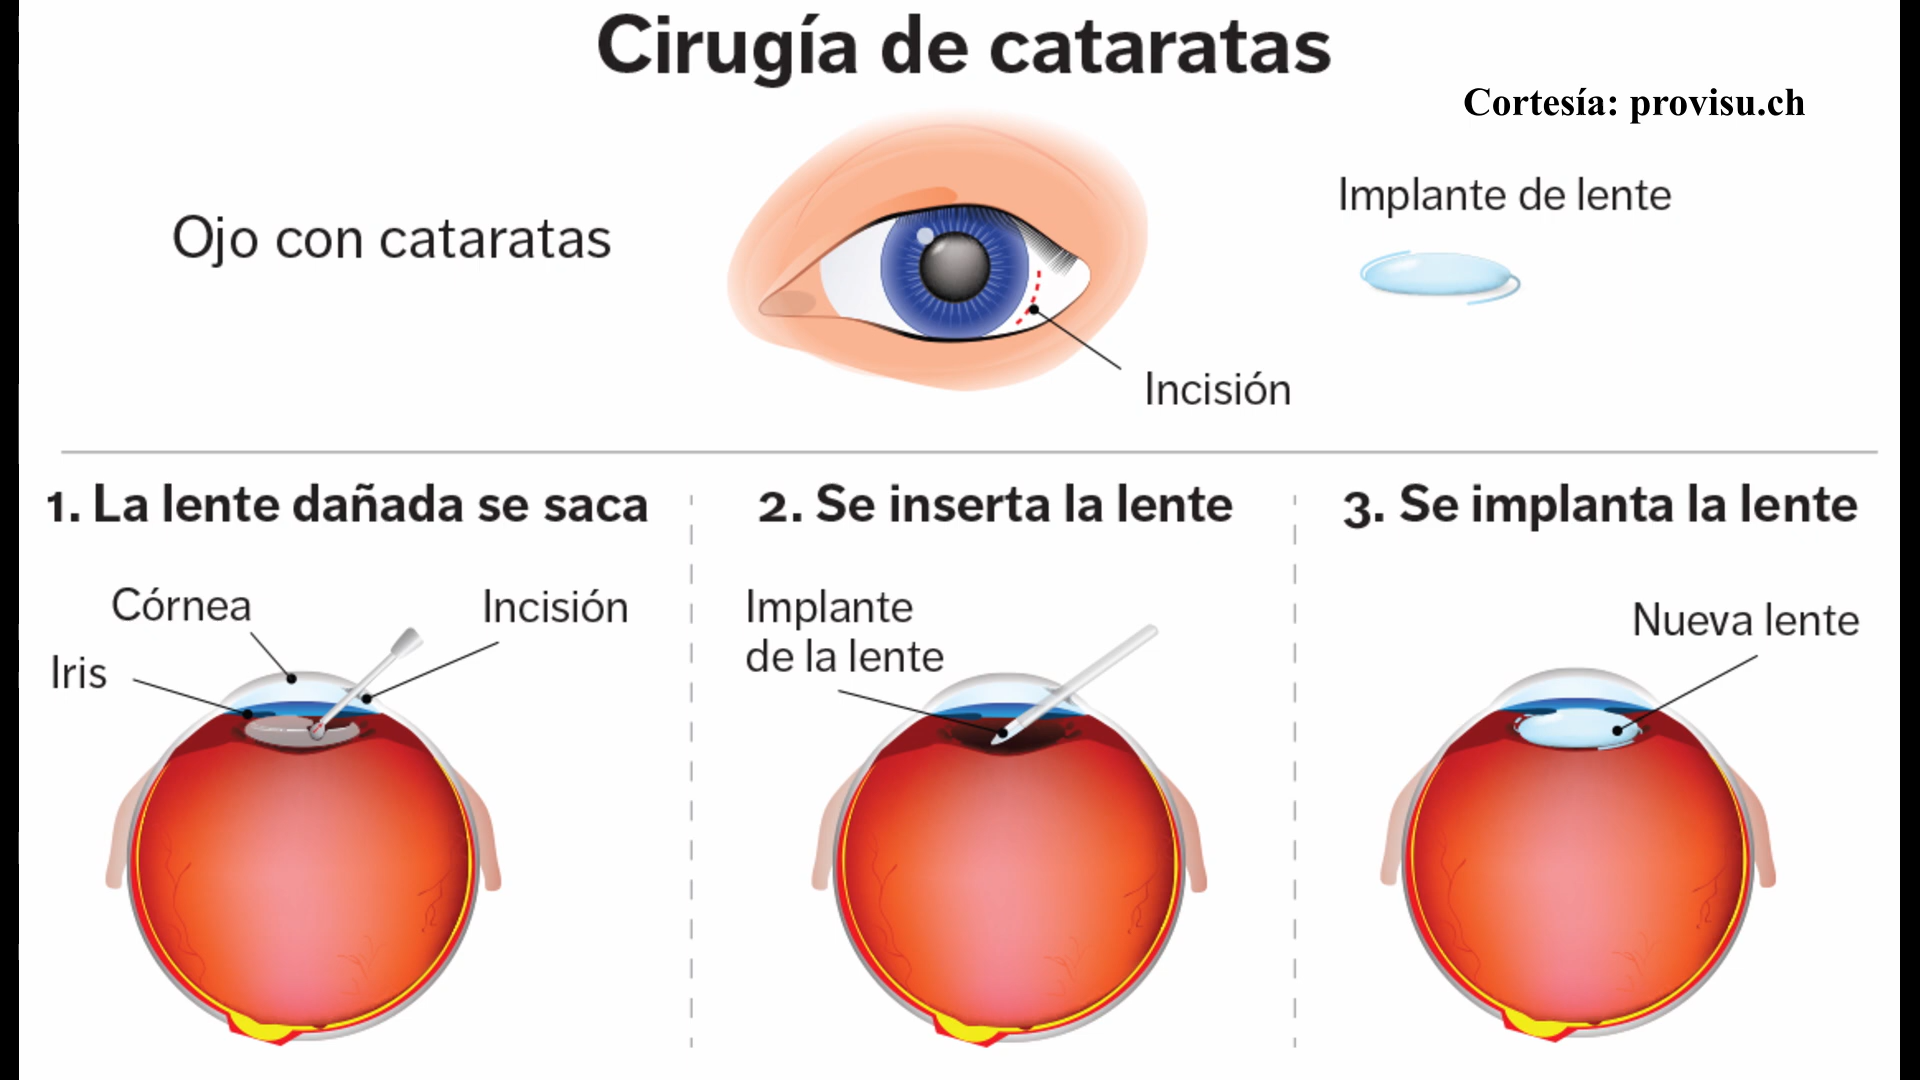 Cirugía de cataratas
Cortesía: provisu.ch
Ojo con cataratas
Implante de lente
Incisión
1. La lente dañada se saca
Córnea
Incisión
Iris
2. Se inserta la lente
Implante
de la lente
3. Se implanta la lente
Nueva lente